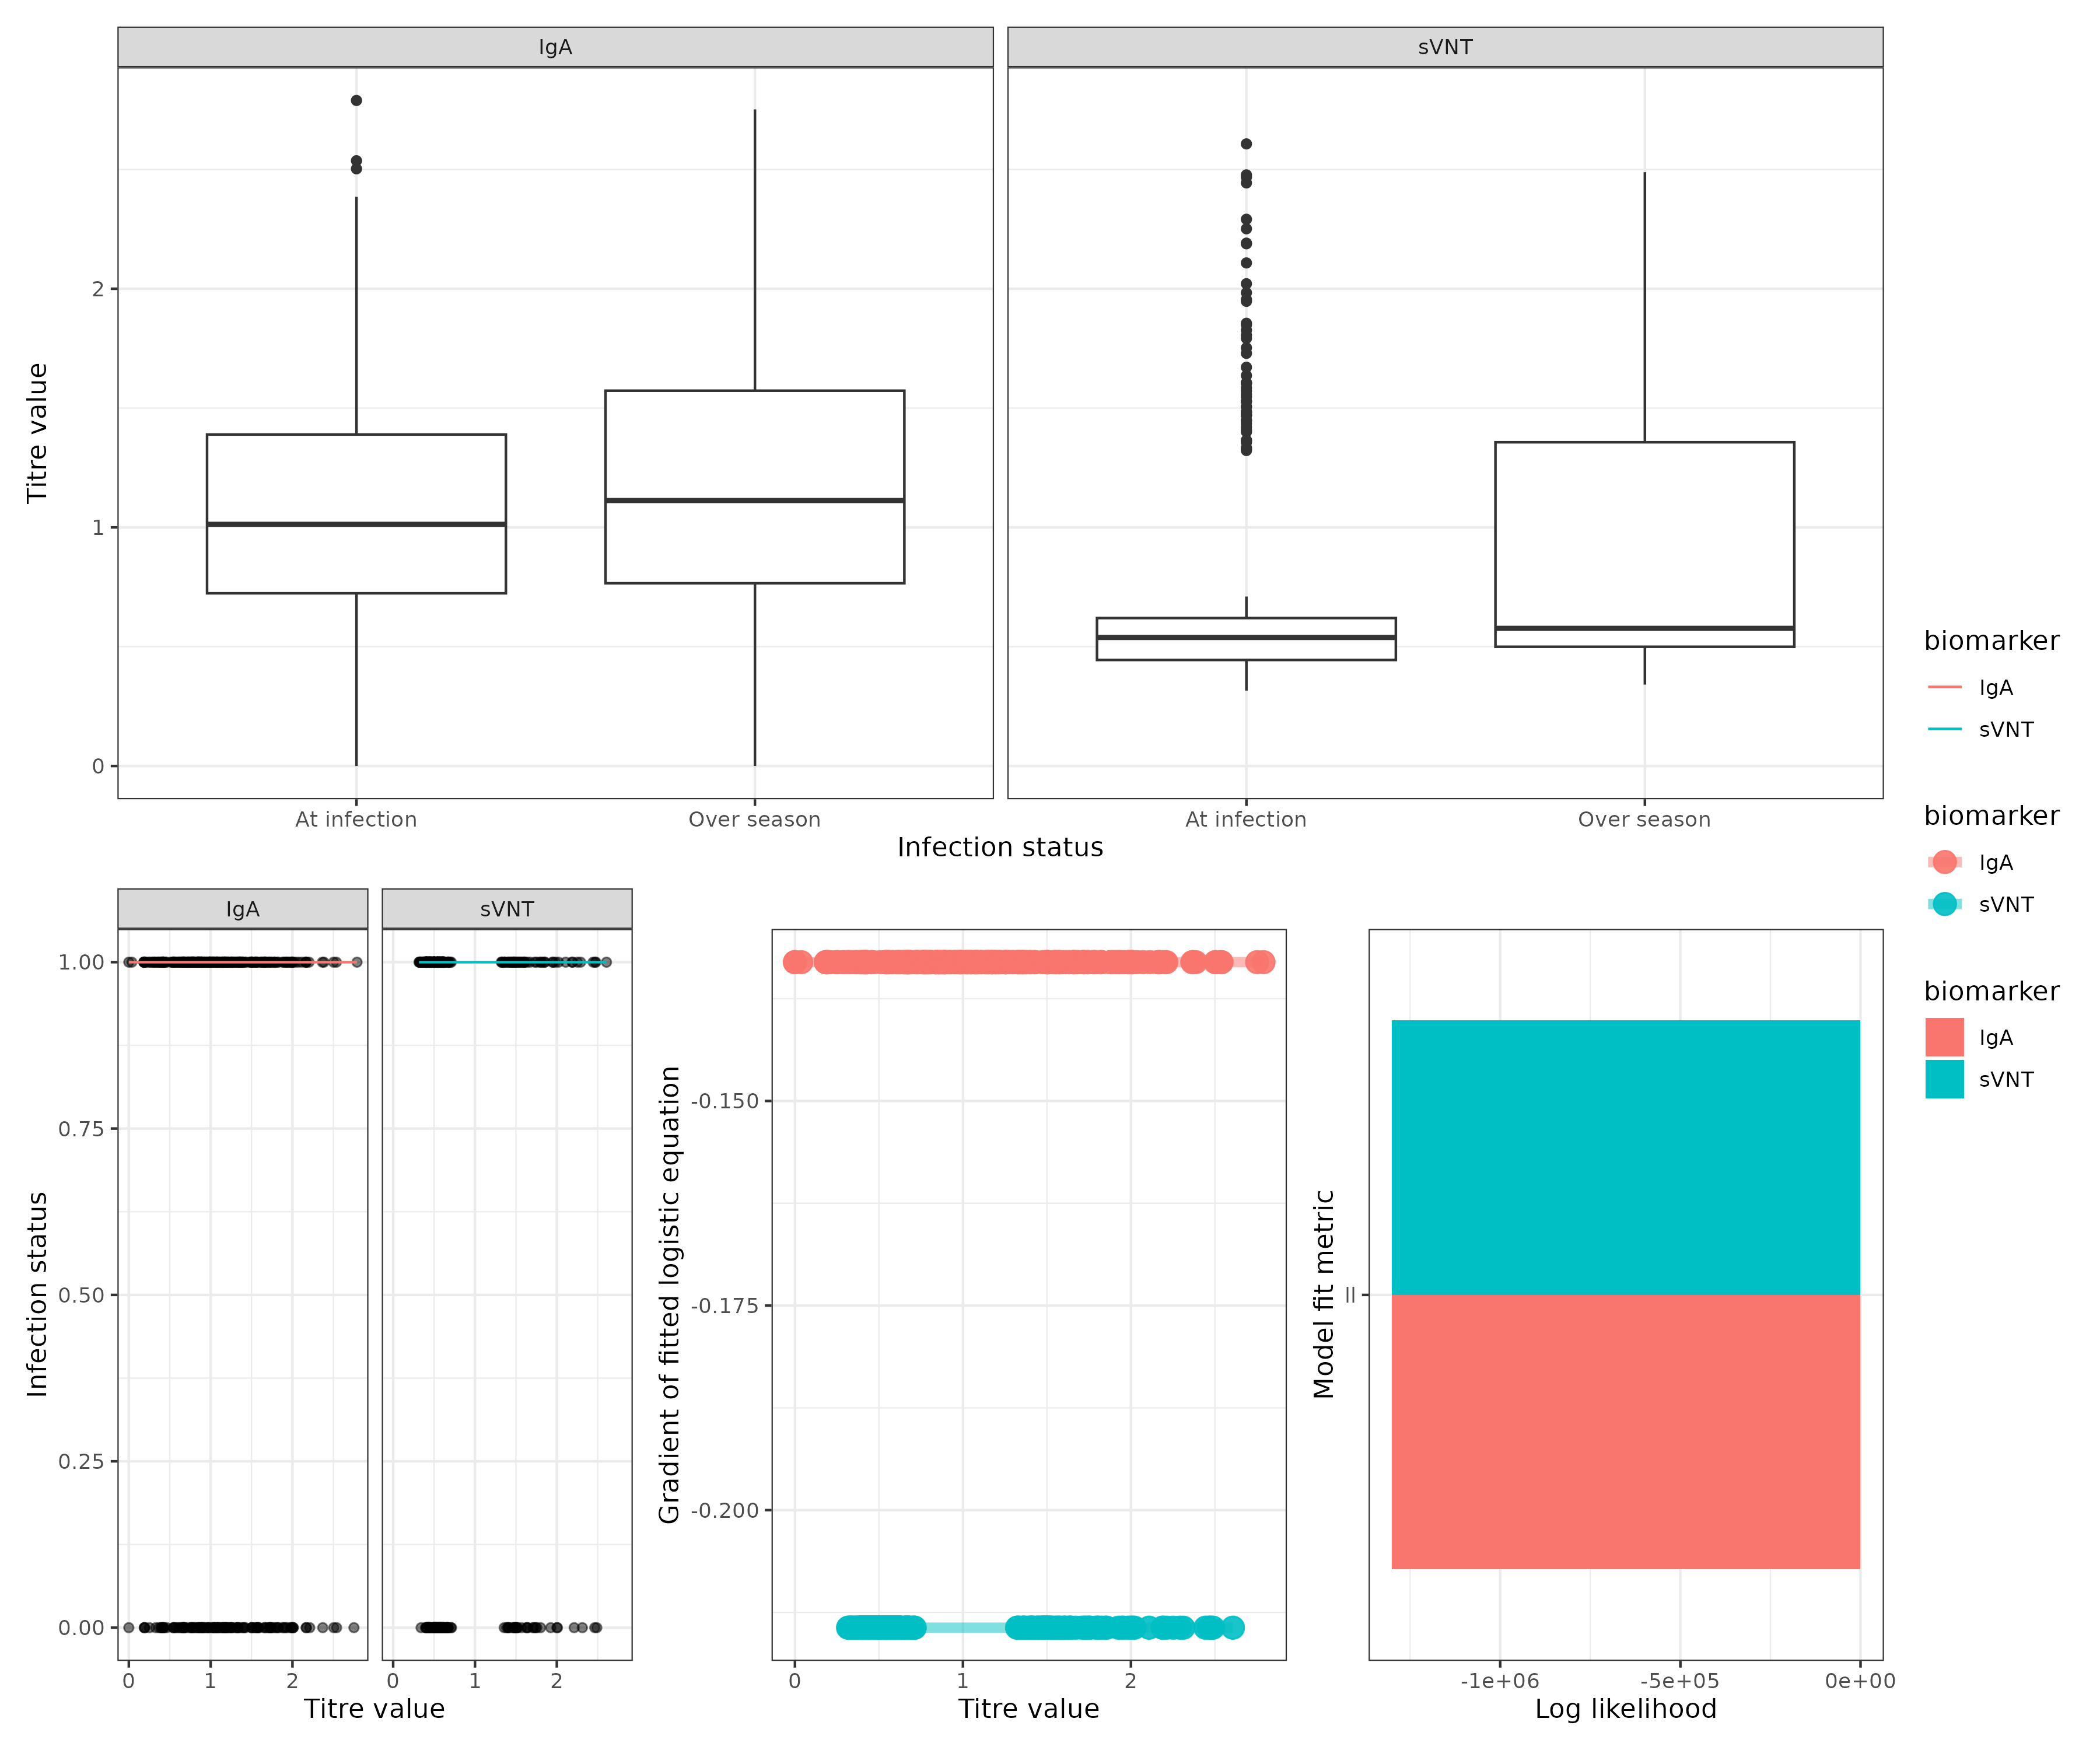 IgA
sVNT
Titre value
2
1
0
At infection
Over season
At infection
Over season
Infection status
biomarker
IgA
sVNT
biomarker
IgA
sVNT
biomarker
IgA
sVNT
IgA
sVNT
Infection status
1.00
0.75
0.50
0.25
0.00
0
1
2
0
1
2
Titre value
Gradient of fitted logistic equation
-0.150
-0.175
-0.200
0
1
2
Titre value
Model fit metric
ll
-1e+06
-5e+05
0e+00
Log likelihood